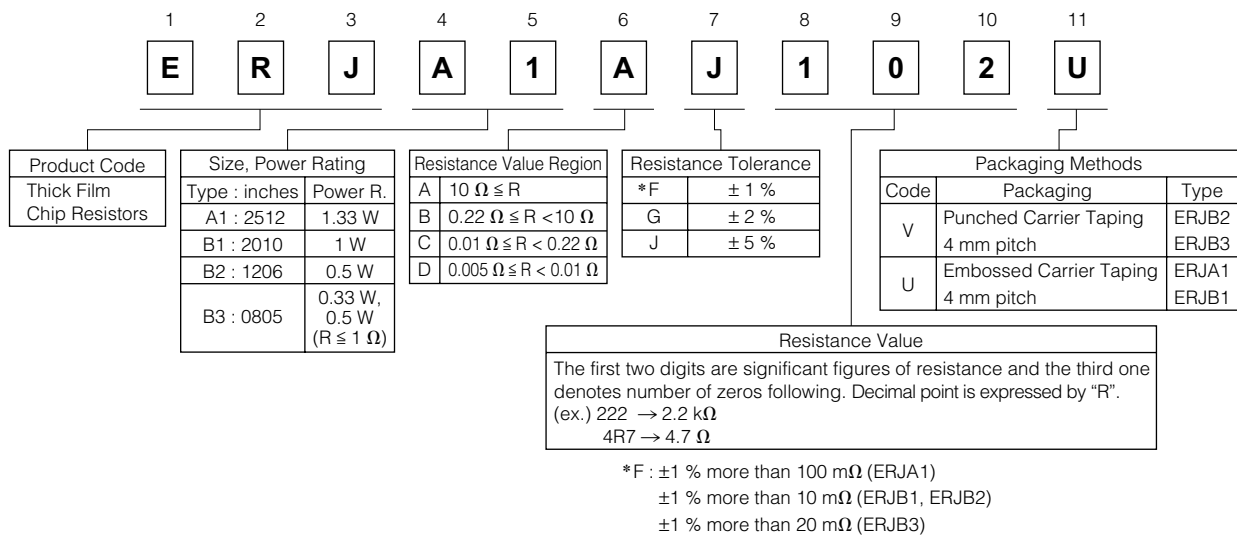 1 2 3 4 5 6 7 8 9 10 11
E R J A 1 A J 1 0 2 U
Product Code
Thick Film
Chip Resistors
Size, Power Rating
Type : inches Power R.
A1 : 2512 1.33 W
B1 : 2010 1 W
B2 : 1206 0.5 W
B3 : 0805 0.33 W,
0.5 W
(R ≦ 1 Ω)
Resistance Value Region
A 10 Ω ≦ R
B 0.22 Ω ≦ R < 10 Ω
C 0.01 Ω ≦ R < 0.22 Ω
D 0.005 Ω ≦ R < 0.01 Ω
Resistance Tolerance
*F ± 1 %
G ± 2 %
J ± 5 %
Packaging Methods
Code Packaging Type
V Punched Carrier Taping ERJB2
4 mm pitch ERJB3
U Embossed Carrier Taping ERJA1
4 mm pitch ERJB1
Resistance Value
The first two digits are significant figures of resistance and the third one
denotes number of zeros following. Decimal point is expressed by “R”.
(ex.) 222 → 2.2 kΩ
4R7 → 4.7 Ω
*F : ±1 % more than 100 mΩ (ERJA1)
±1 % more than 10 mΩ (ERJB1, ERJB2)
±1 % more than 20 mΩ (ERJB3)